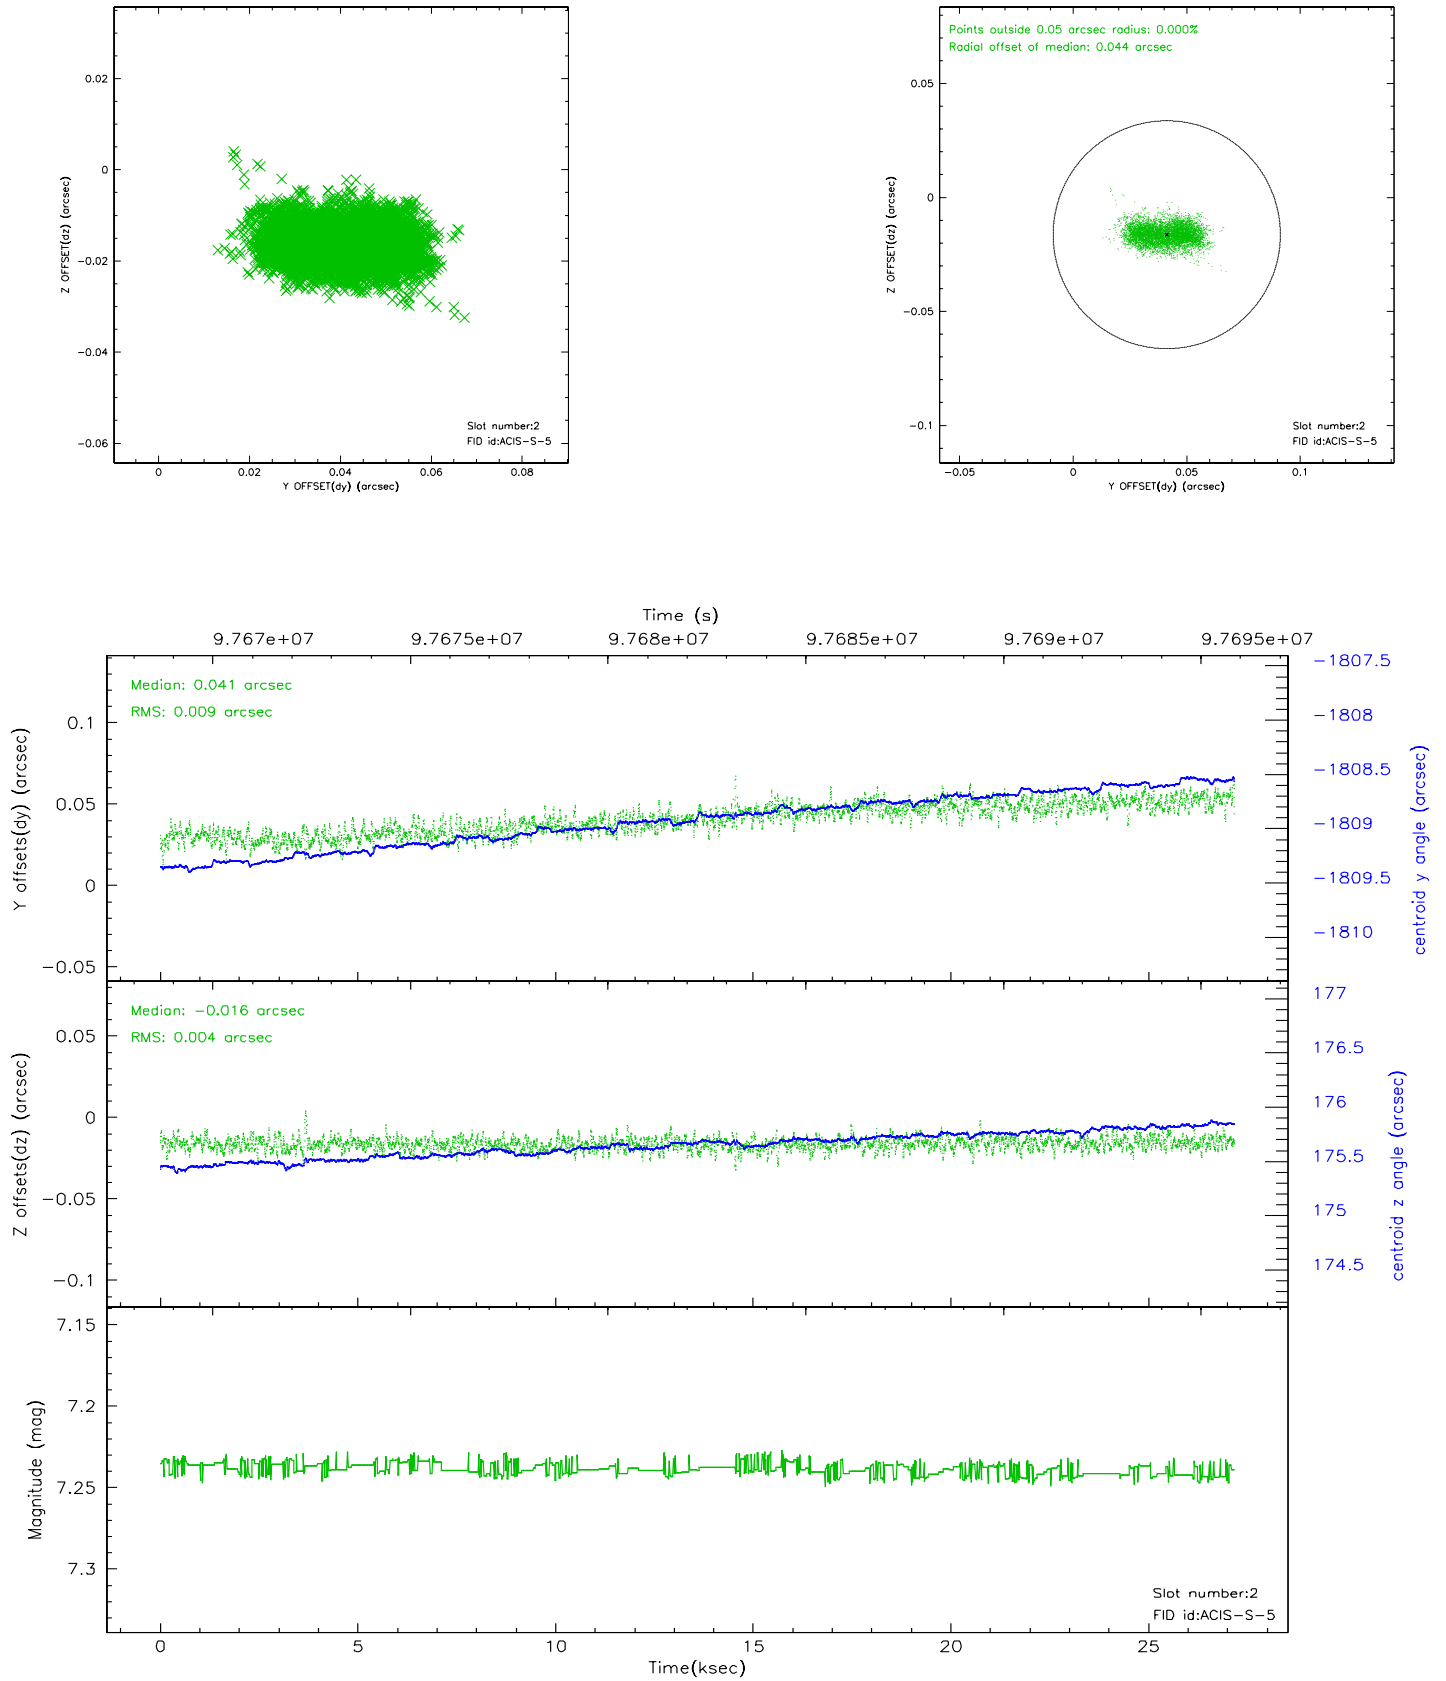 0.02
0
-0.02
-0.04
-0.06
Z OFFSET(dz) (arcsec)
Slot number:2
FID id:ACIS-S-5
0
0.02
0.04
0.06
0.08
Y OFFSET(dy) (arcsec)
Points outside 0.05 arcsec radius: 0.000%
Radial offset of median: 0.044 arcsec
0.05
0
-0.05
-0.1
Z OFFSET(dz) (arcsec)
Slot number:2
FID id:ACIS-S-5
-0.05
0
0.05
0.1
Y OFFSET(dy) (arcsec)
Time (s)
9.767e+07
9.7675e+07
9.768e+07
9.7685e+07
9.769e+07
9.7695e+07
Median: 0.041 arcsec
RMS: 0.009 arcsec
0.1
0.05
0
-0.05
Y offsets(dy) (arcsec)
-1807.5
-1808
-1808.5
-1809
-1809.5
-1810
centroid y angle (arcsec)
Median: -0.016 arcsec
RMS: 0.004 arcsec
0.05
0
-0.05
-0.1
Z offsets(dz) (arcsec)
177
176.5
176
175.5
175
174.5
centroid z angle (arcsec)
7.15
7.2
7.25
7.3
Magnitude (mag)
Slot number:2
FID id:ACIS-S-5
0
5
10
15
20
25
Time(ksec)